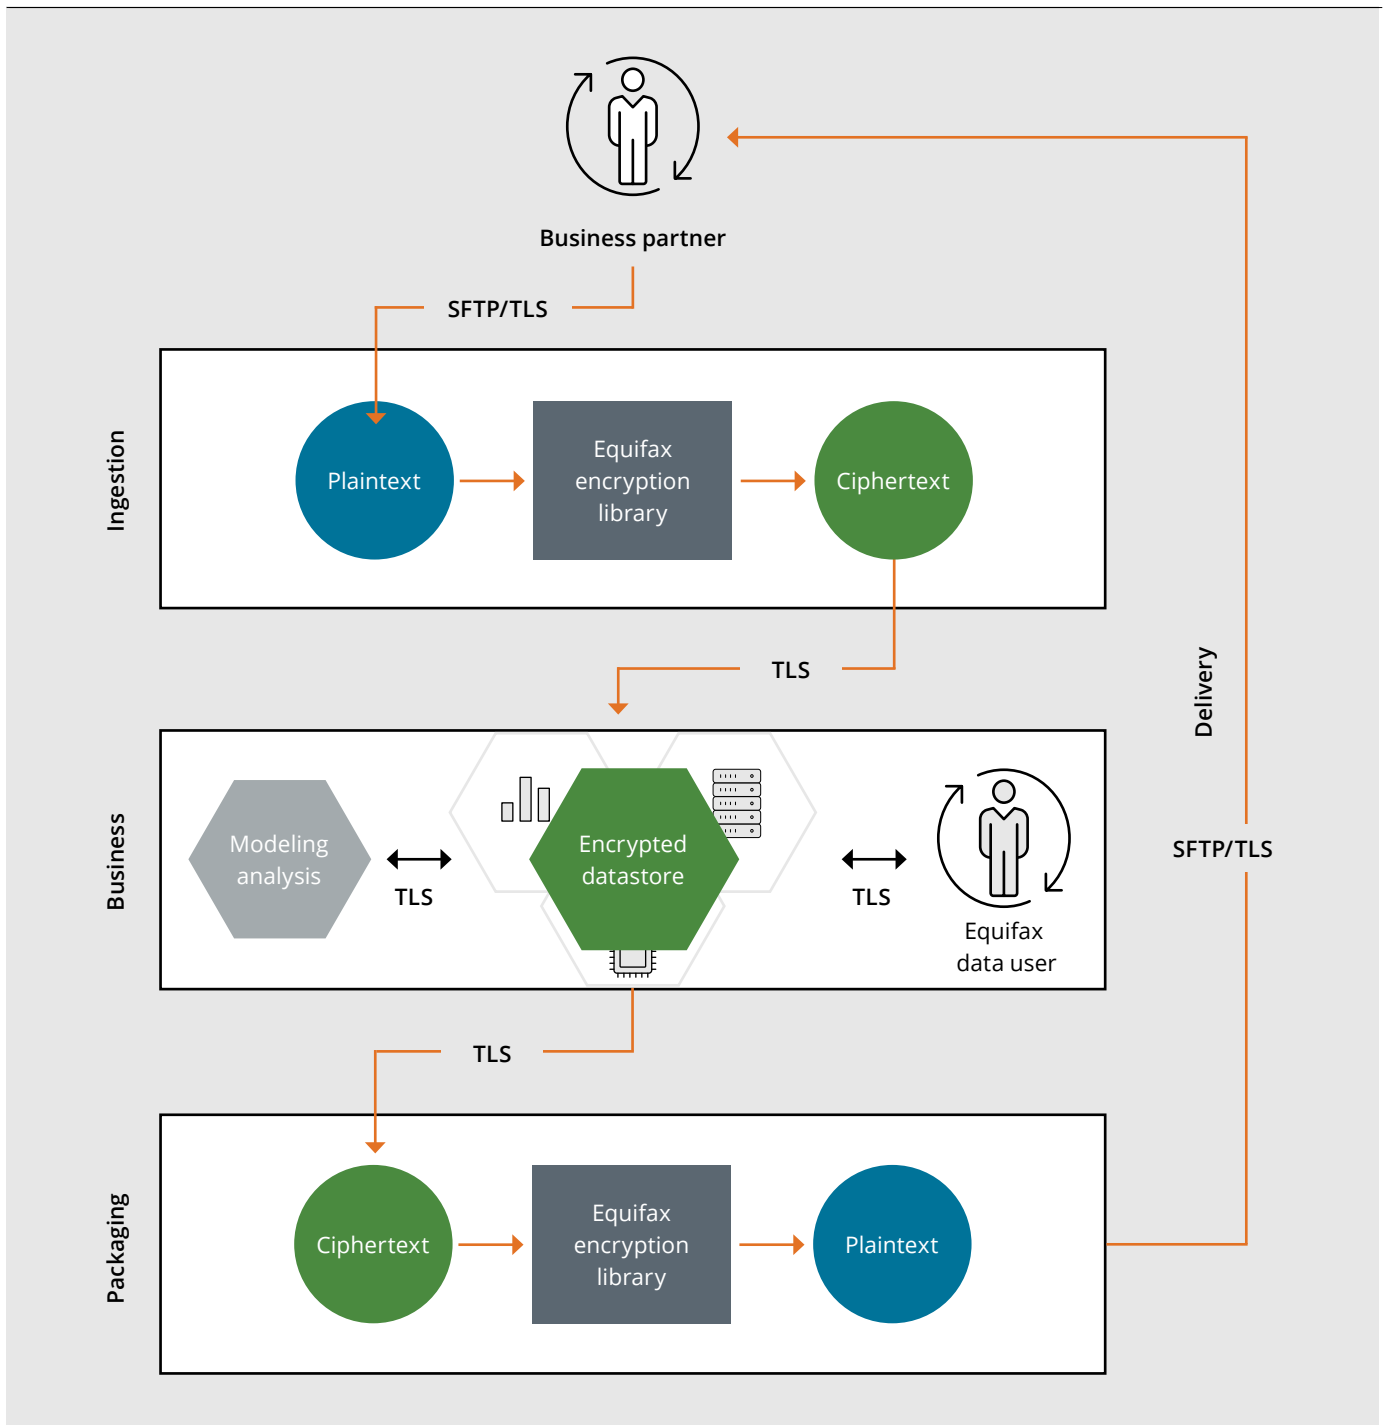 Business partner
SFTP/TLS
Ingestion
Plaintext
Equifax
encryption
library
Ciphertext
TLS
Delivery
SFTP/TLS
Business
Modeling
analysis
TLS
Encrypted
datastore
TLS
Equifax
data user
TLS
Packaging
Ciphertext
Equifax
encryption
library
Plaintext